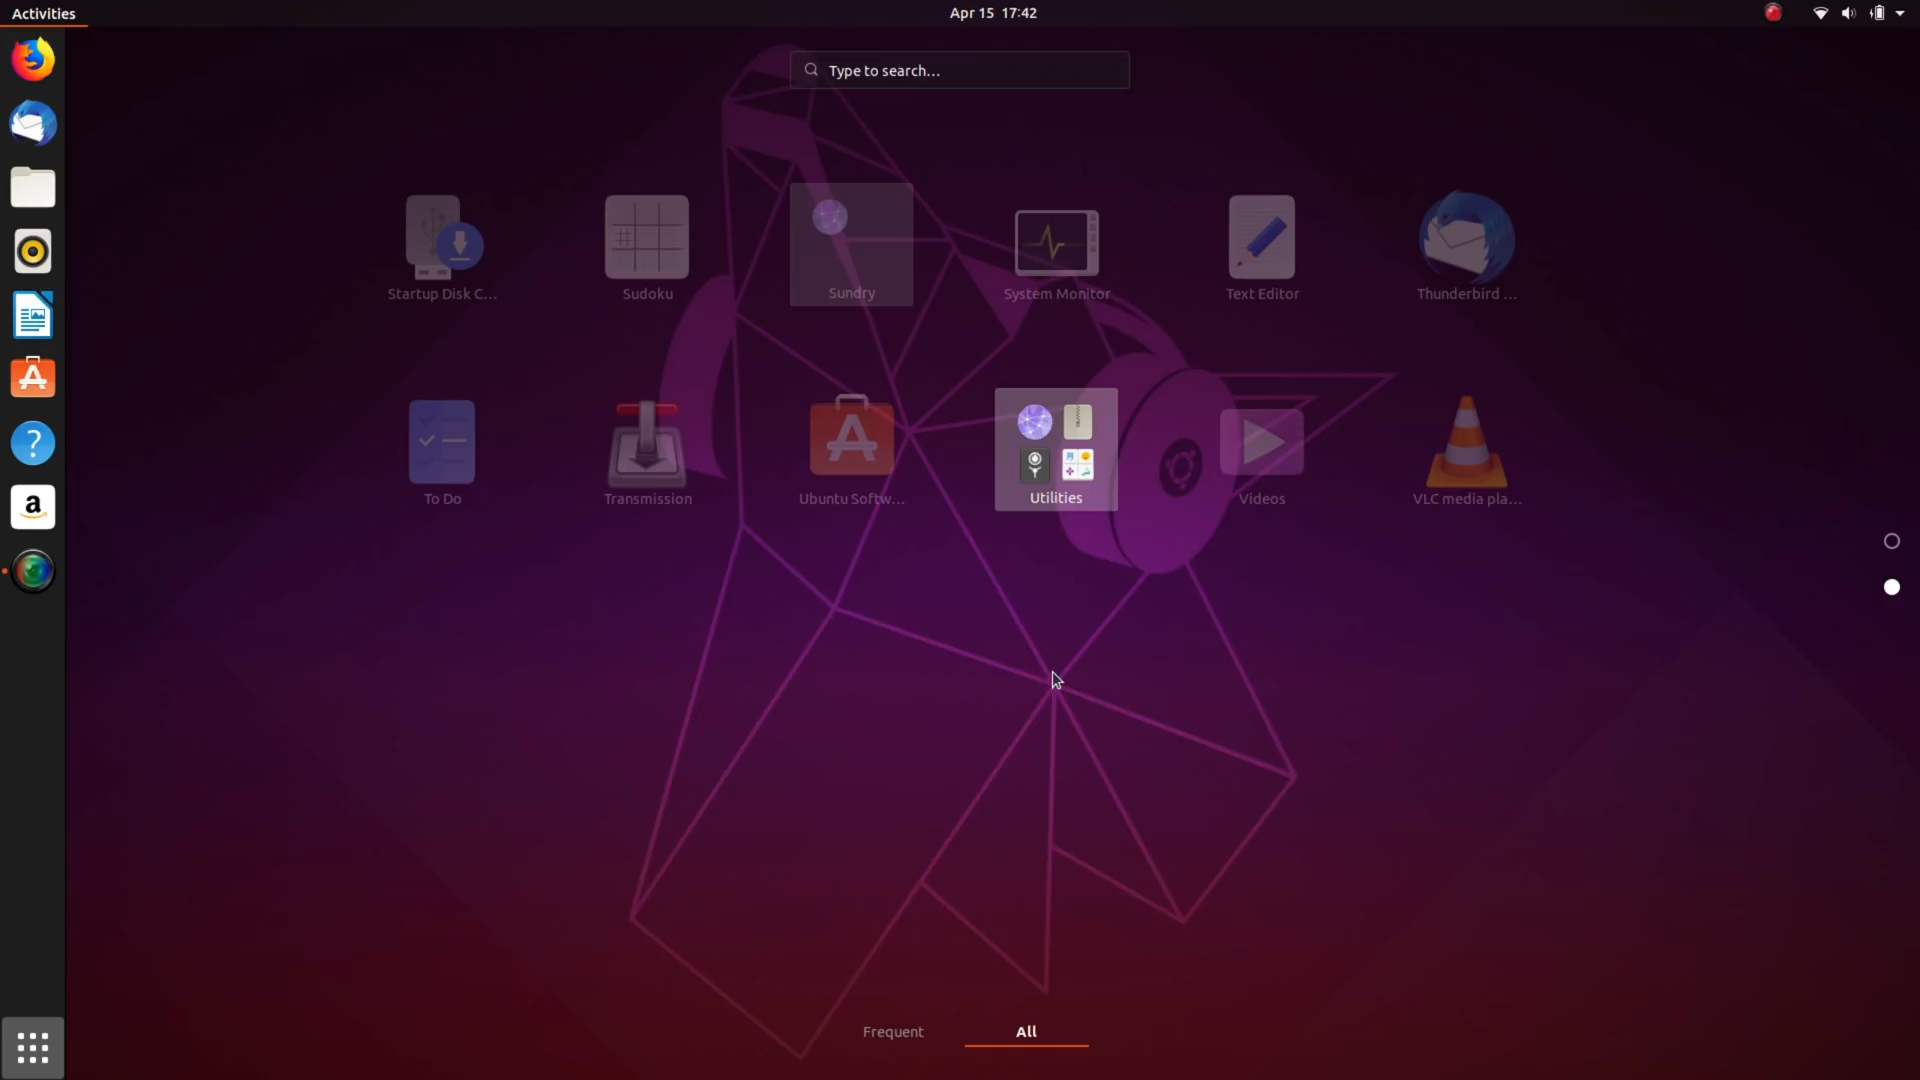 Activities
Apr 15 17:42
Type to search...
Startup Disk C...
Sudoku
Sundry
System Monitor
Text Editor
Thunderbird ...
To Do
Transmission
Ubuntu Softw...
Utilities
Videos
VLC media pla...
Frequent
All